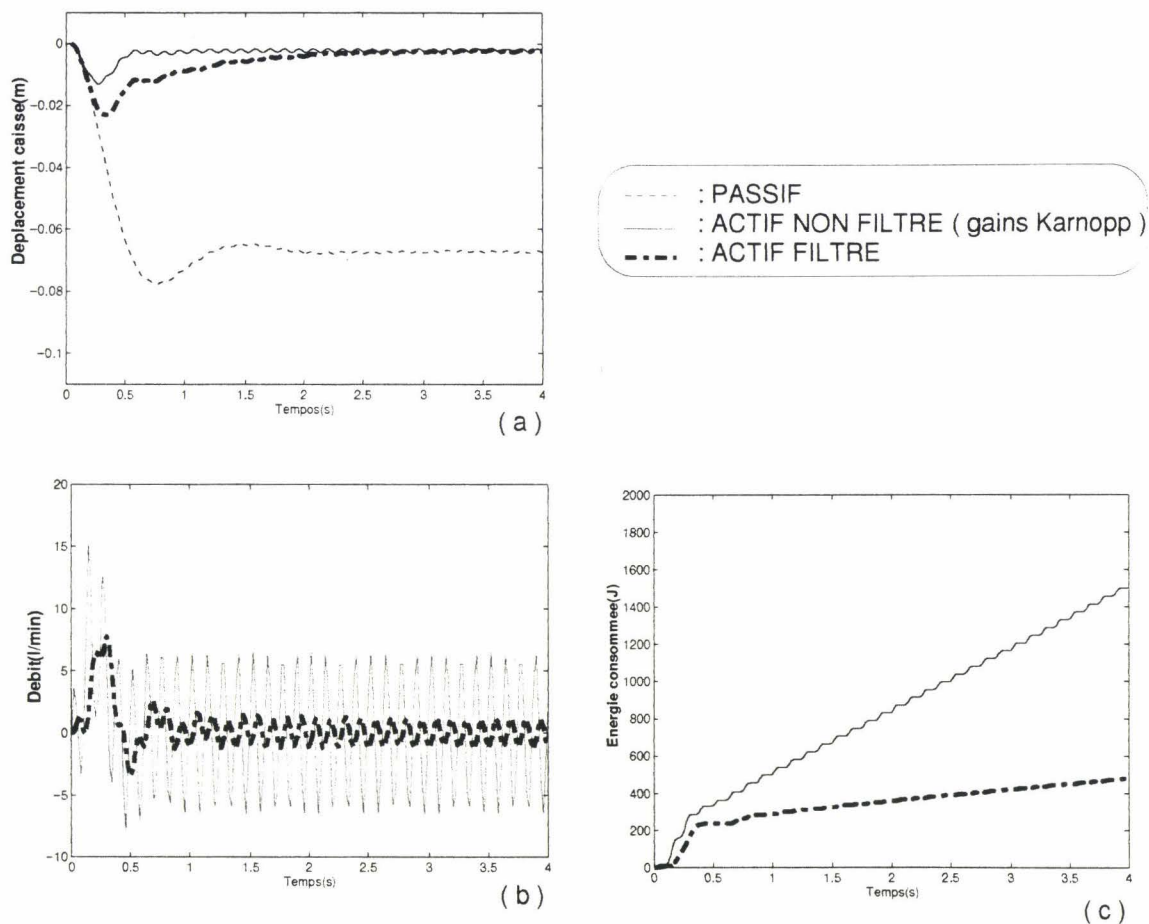 0
−0.02
−0.04
−0.06
−0.08
−0.1
Deplacement caisse(m)
0 0.5 1 1.5 2 2.5 3 3.5 4
Tempos(s)
(a)
: PASSIF
: ACTIF NON FILTRE ( gains Karnopp )
: ACTIF FILTRE
20
15
10
5
0
−5
−10
Debit(l/min)
0 0.5 1 1.5 2 2.5 3 3.5 4
Temps(s)
(b)
2000
1800
1600
1400
1200
1000
800
600
400
200
0
Energie consommee(J)
0 0.5 1 1.5 2 2.5 3 3.5 4
Temps(s)
(c)